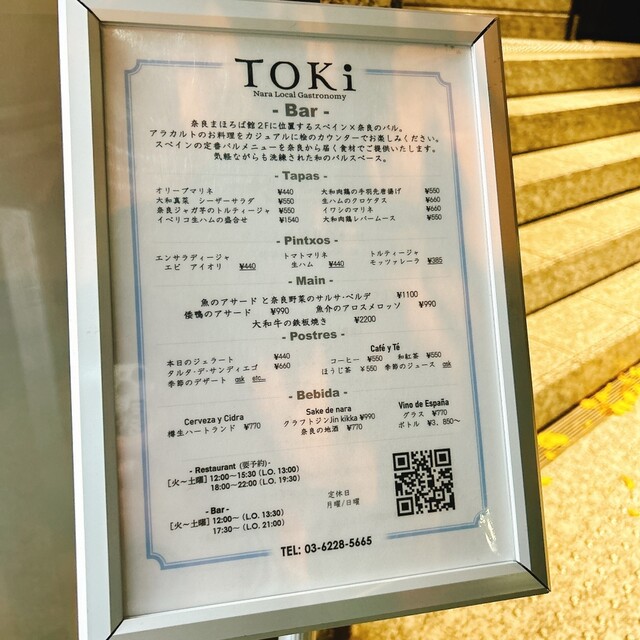 TOKi
Nara Local Gastronomy
- Bar -
奈良まほろば館2Fに位置するスペイン×奈良のバル。
アラカルトのお料理をカジュアルに桧のカウンターでお楽しみください。
スペインの定番バルメニューを奈良から届く食材でご提供いたします。
気軽ながらも洗練された和のバルスペース。
- Tapas -
オリーブマリネ ¥440
大和真菜 シーザーサラダ ¥550
奈良ジャガ芋のトルティージャ ¥550
イベリコ生ハムの盛合せ ¥1540
大和肉鶏の手羽先唐揚げ ¥550
生ハムのクロケタス ¥660
イワシのマリネ ¥660
大和肉鶏レバームース ¥550
- Pintxos -
エンサラディージャ
エビ アイオリ ¥440
トマトマリネ
生ハム ¥440
トルティージャ
モッツァレーラ ¥385
- Main -
魚のアサード と奈良野菜のサルサ・ベルデ ¥1100
倭鴨のアサード ¥990 魚介のアロスメロッソ ¥990
大和牛の鉄板焼き ¥2200
- Postres -
本日のジェラート ¥440
タルタ・デ・サンディエゴ ¥660
季節のデザート ask etc...
Café y Té
コーヒー ¥550 和紅茶 ¥550
ほうじ茶 ¥550 季節のジュース ask
- Bebida -
Cerveza y Cidra
樽生ハートランド ¥770
Sake de nara
クラフトジンJin kikka ¥990
奈良の地酒 ¥770
Vino de España
グラス ¥770
ボトル ¥3,850〜
- Restaurant (要予約) -
[火〜土曜] 12:00〜15:30 (L.O. 13:00)
18:00〜22:00 (L.O. 19:30)
- Bar -
[火〜土曜] 12:00〜 (L.O. 13:30)
17:30〜 (L.O. 21:00)
定休日
月曜/日曜
TEL: 03-6228-5665